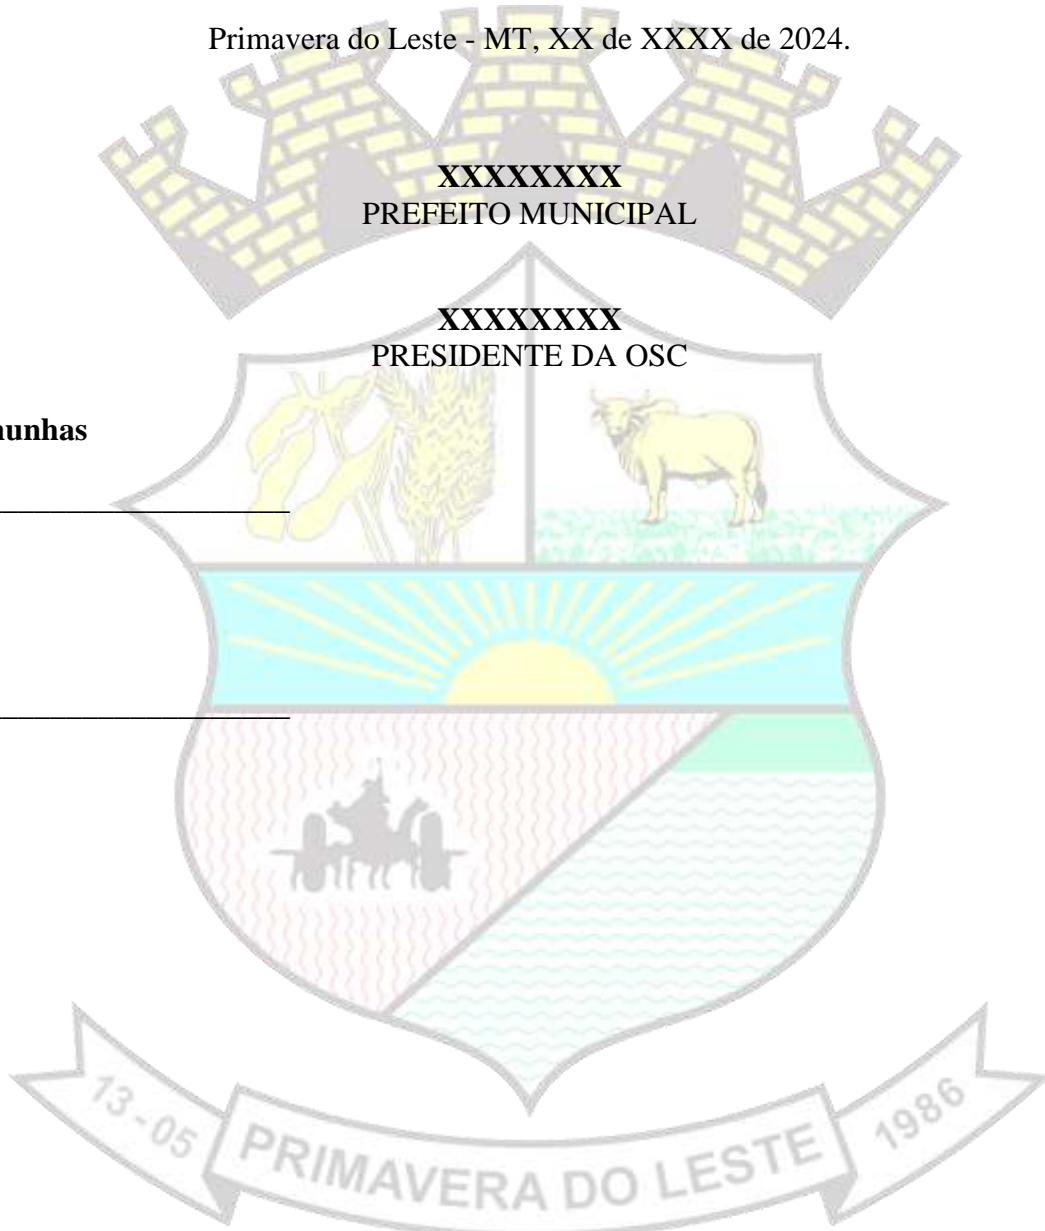 Primavera do Leste - MT, XX de XXXX de 2024.
XXXXXXXX
PREFEITO MUNICIPAL
XXXXXXXX
PRESIDENTE DA OSC
nunhas
13-05 PRIMAVERA DO LESTE 1986